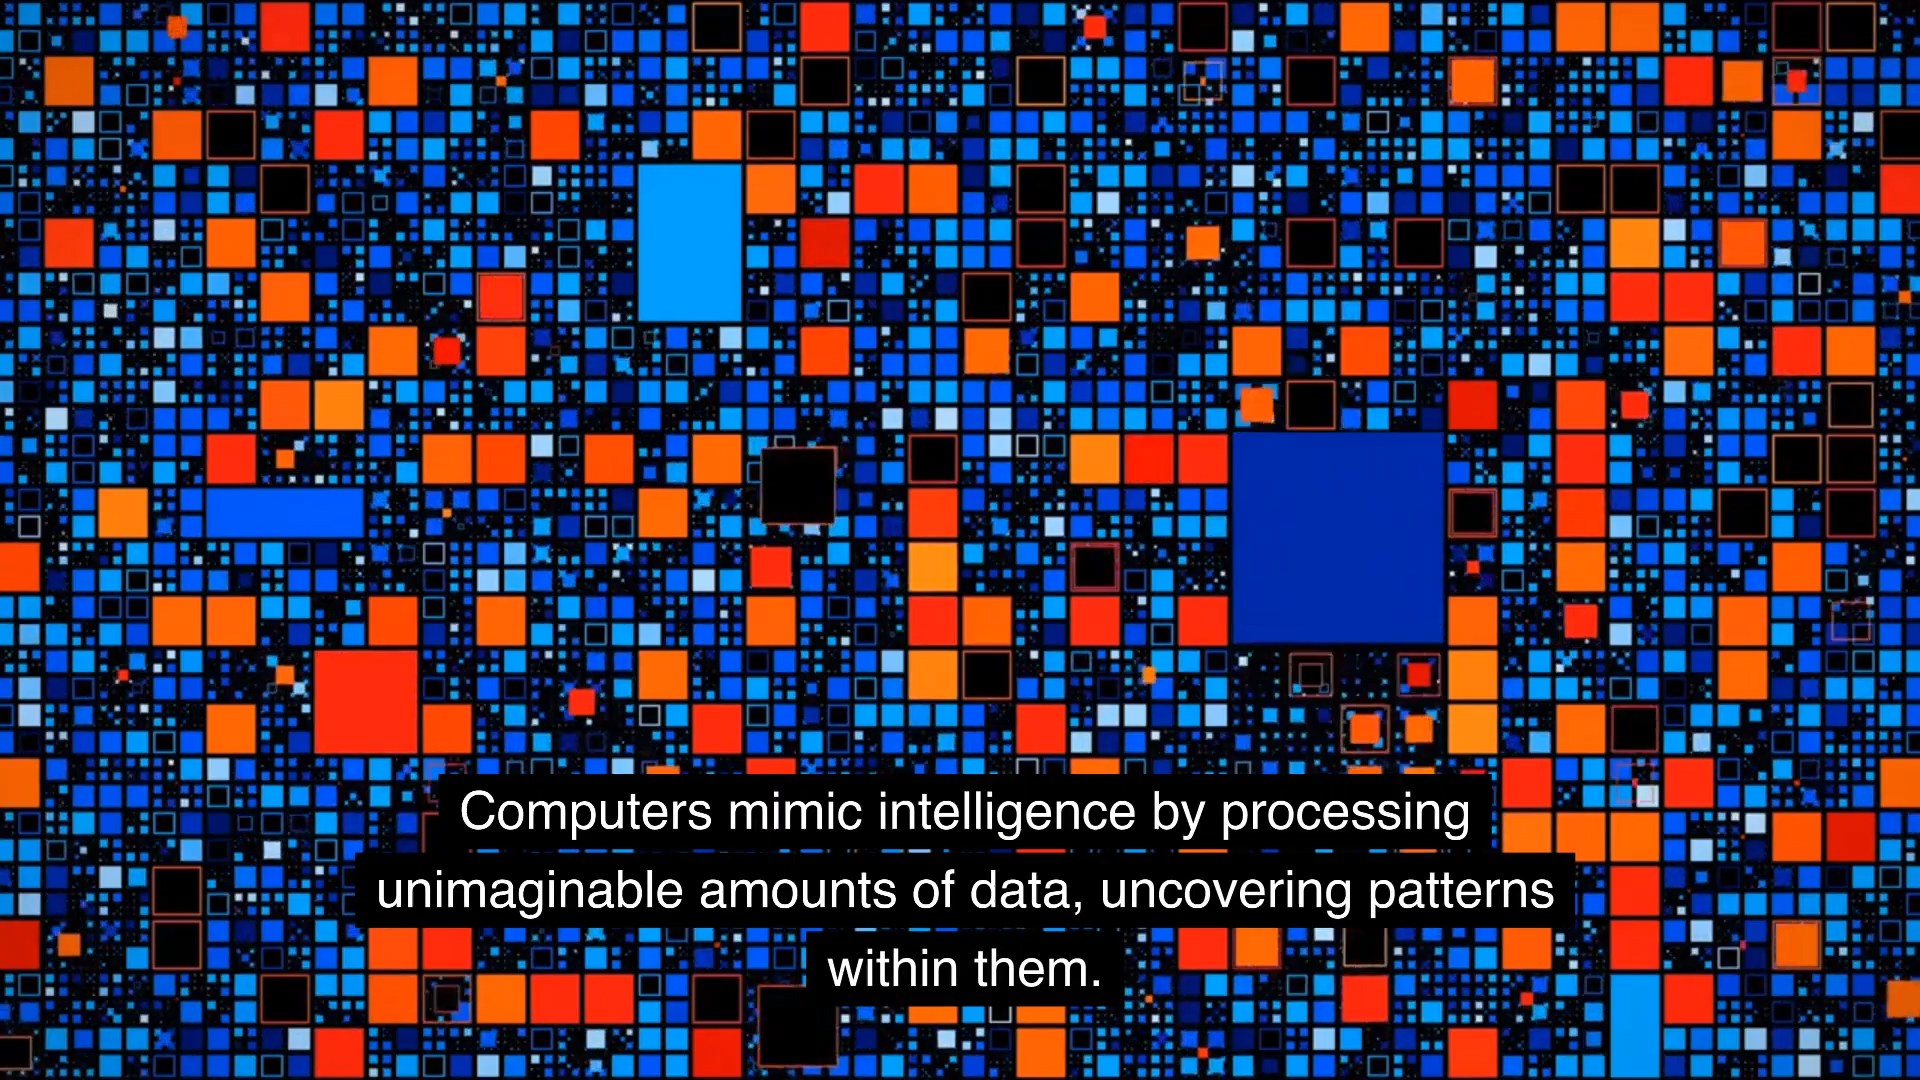 Computers mimic intelligence by processing
unimaginable amounts of data, uncovering patterns
within them.